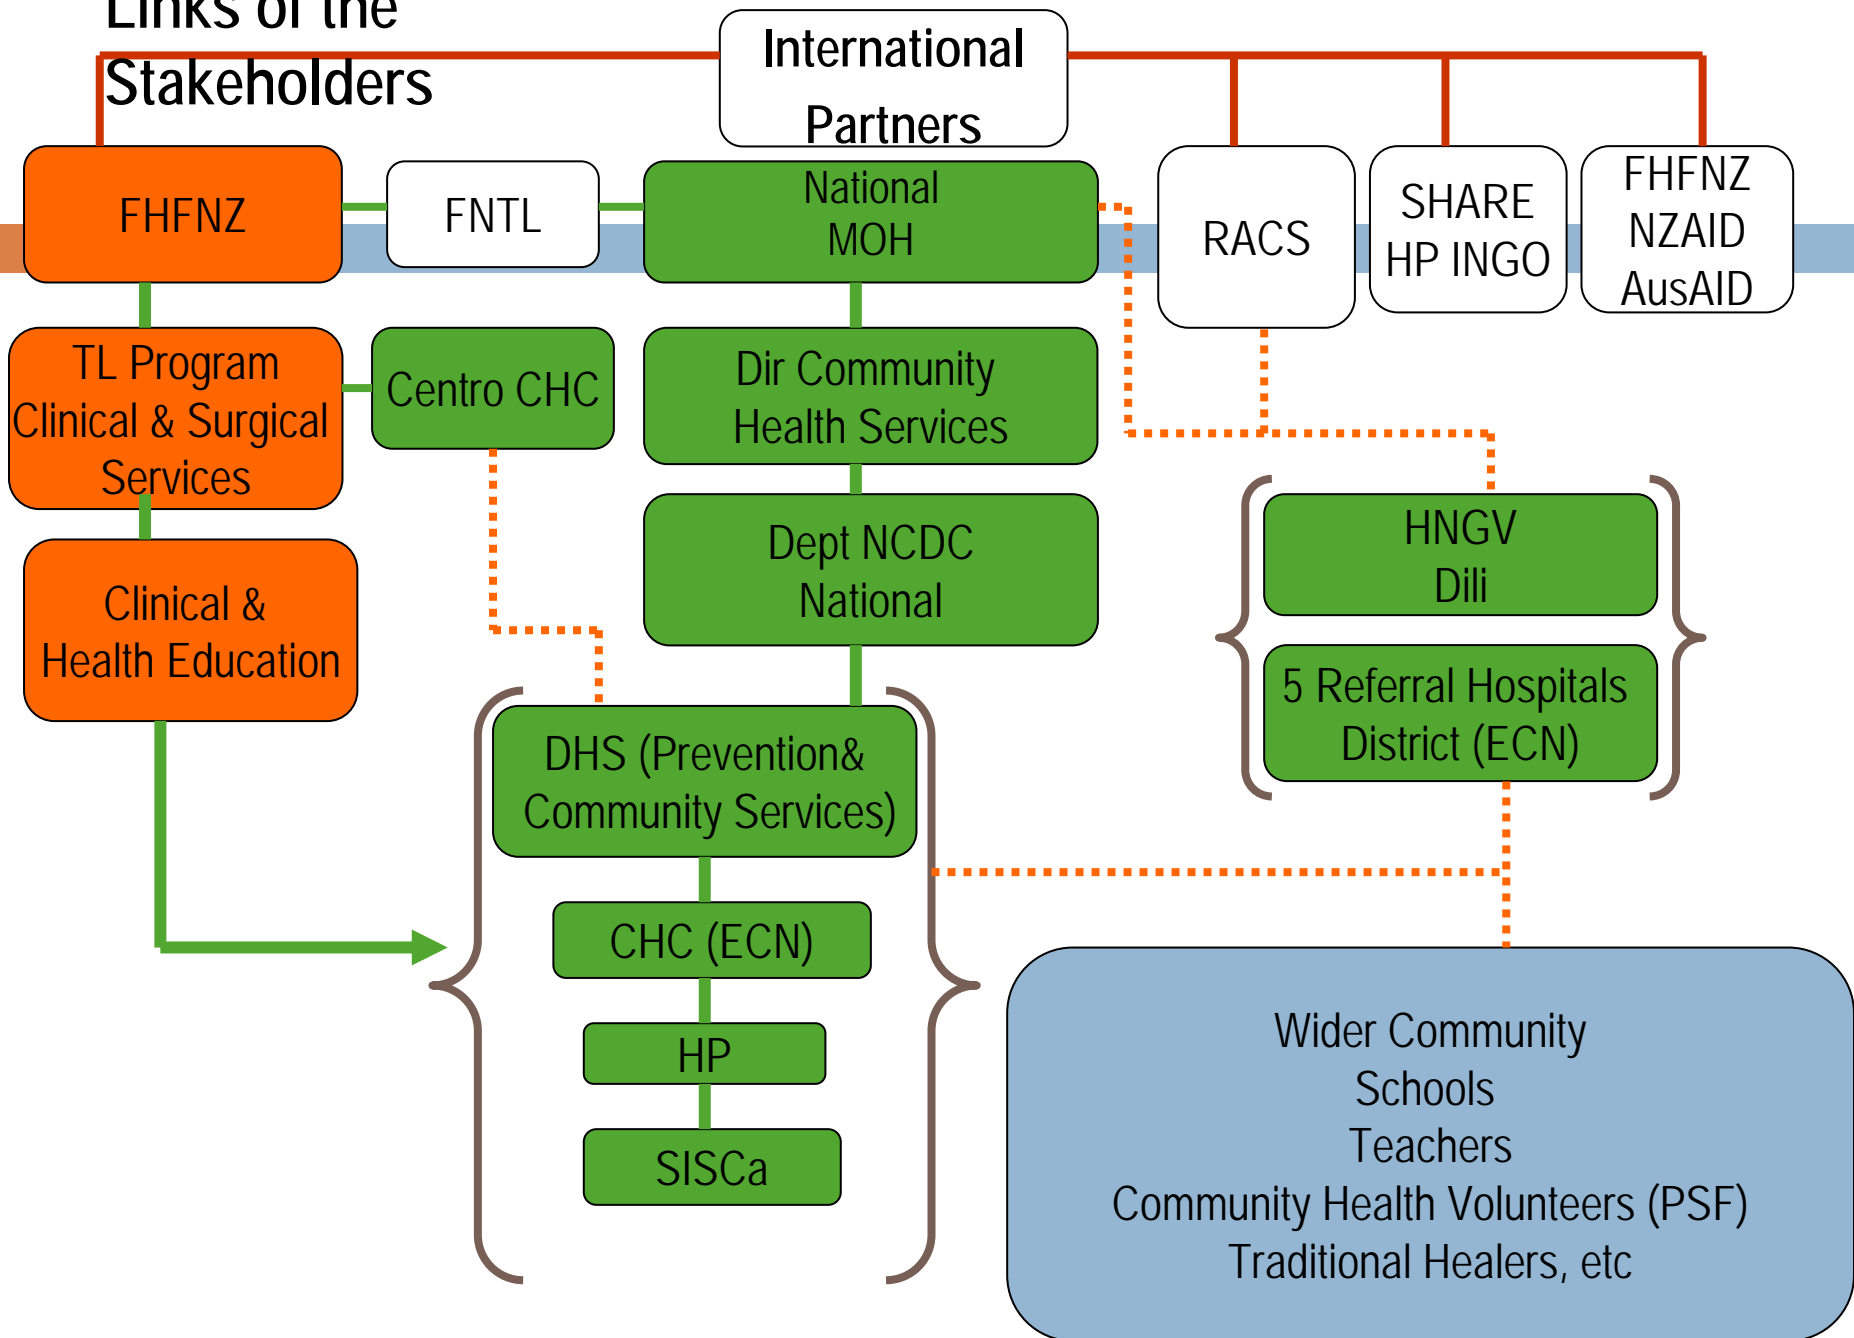 Links of the
Stakeholders
International
Partners
FHFNZ
FNTL
National
MOH
RACS
SHARE
HP INGO
FHFNZ
NZAID
AusAID
TL Program
Clinical & Surgical
Services
Centro CHC
Dir Community
Health Services
Dept NCDC
National
HNGV
Dili
Clinical &
Health Education
5 Referral Hospitals
District (ECN)
DHS (Prevention&
Community Services)
CHC (ECN)
HP
SISCa
Wider Community
Schools
Teachers
Community Health Volunteers (PSF)
Traditional Healers, etc